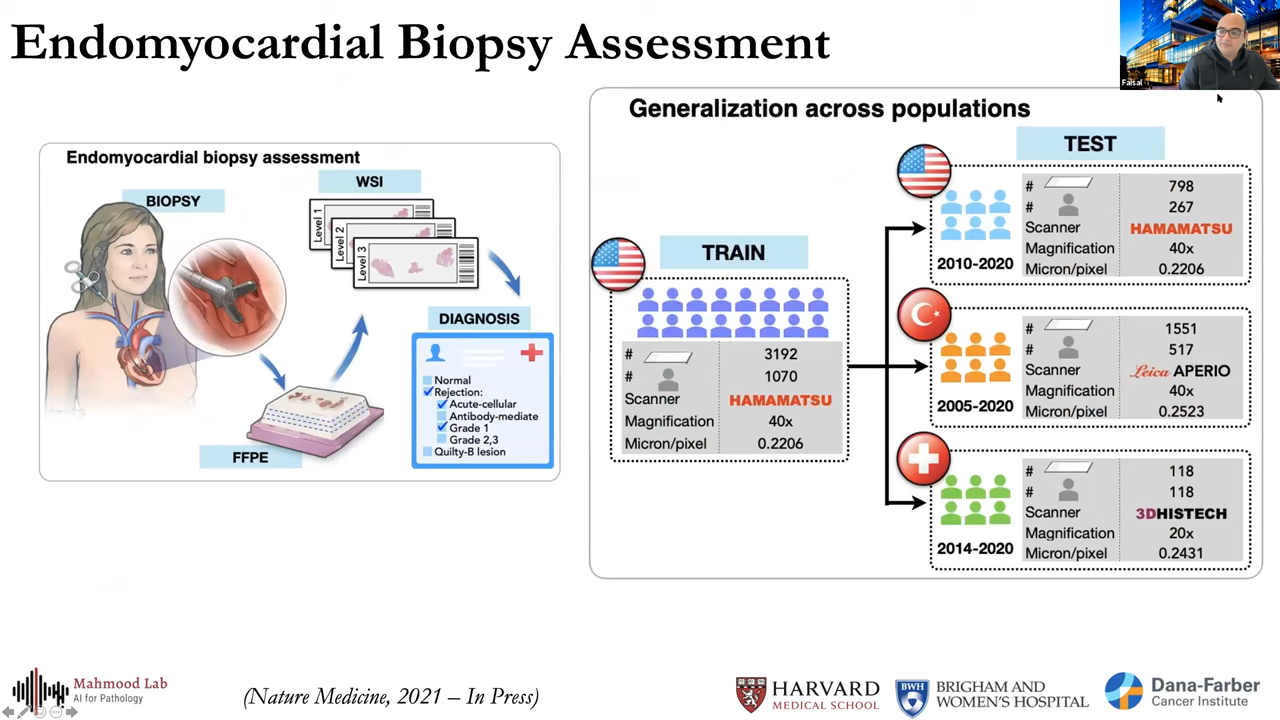 Endomyocardial Biopsy Assessment
Faisal
Endomyocardial biopsy assessment
BIOPSY
WSI
Level 1
Level 2
Level 3
DIAGNOSIS
Normal
Rejection:
Acute-cellular
Antibody-mediate
Grade 1
Grade 2,3
Quilty-B lesion
FFPE
Generalization across populations
TRAIN
# 3192
# 1070
Scanner HAMAMATSU
Magnification 40x
Micron/pixel 0.2206
TEST
2010-2020
# 798
# 267
Scanner HAMAMATSU
Magnification 40x
Micron/pixel 0.2206
2005-2020
# 1551
# 517
Scanner Leica APERIO
Magnification 40x
Micron/pixel 0.2523
2014-2020
# 118
# 118
Scanner 3DHISTECH
Magnification 20x
Micron/pixel 0.2431
Mahmood Lab
AI for Pathology
(Nature Medicine, 2021 – In Press)
HARVARD
MEDICAL SCHOOL
BWH
BRIGHAM AND
WOMEN'S HOSPITAL
Dana-Farber
Cancer Institute